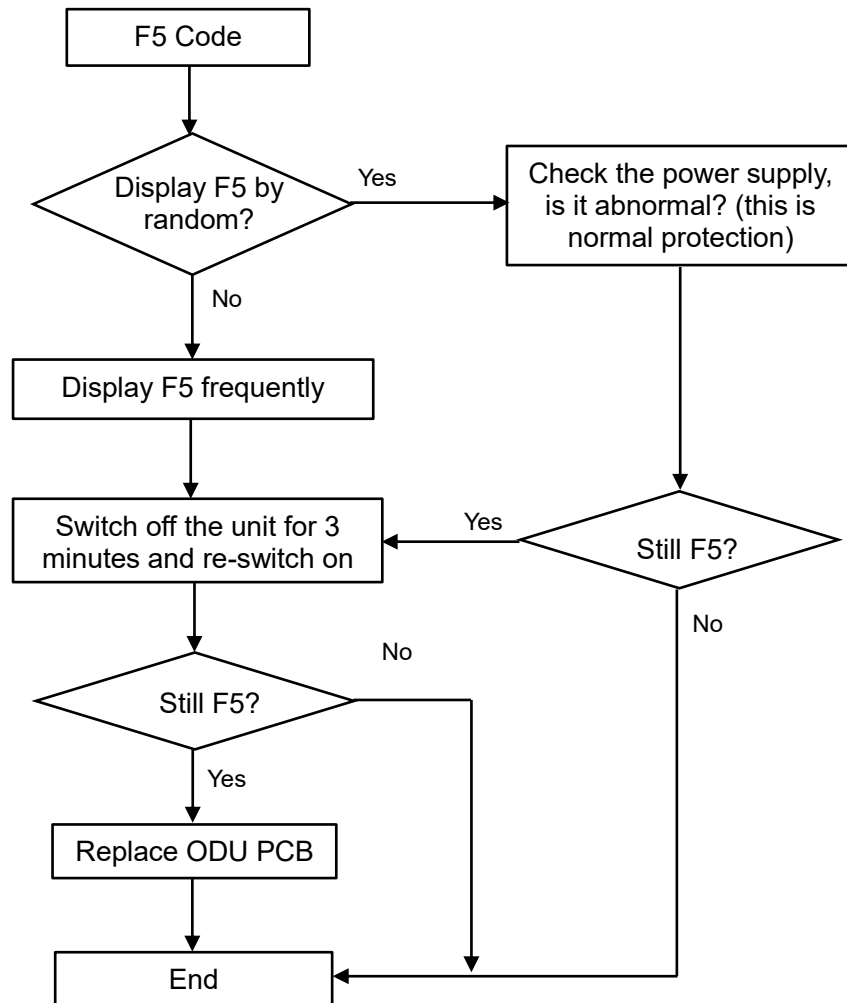 F5 Code
Display F5 by
random?
Yes
Check the power supply,
is it abnormal? (this is
normal protection)
No
Display F5 frequently
Switch off the unit for 3
minutes and re-switch on
Yes
Still F5?
No
No
Still F5?
Yes
Replace ODU PCB
End